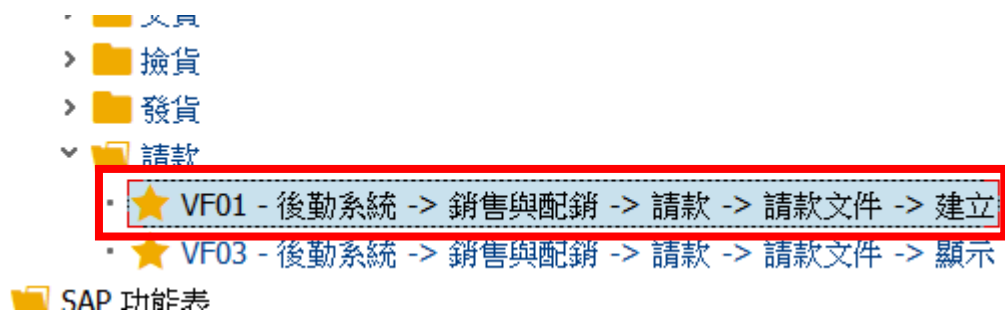 交貨
撿貨
發貨
請款
VF01 - 後勤系統 -> 銷售與配銷 -> 請款 -> 請款文件 -> 建立
VF03 - 後勤系統 -> 銷售與配銷 -> 請款 -> 請款文件 -> 顯示
SAP 功能表